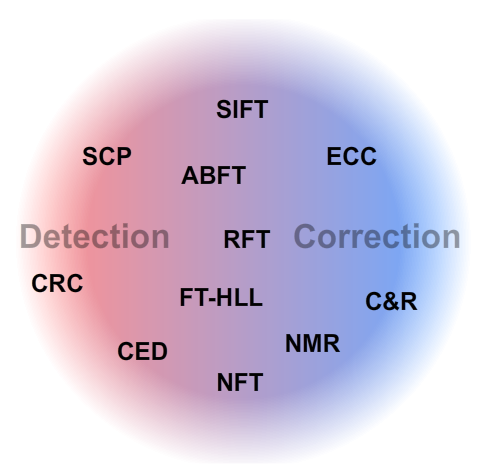 SIFT
SCP
ECC
ABFT
Detection
RFT
Correction
CRC
FT-HLL
C&R
NMR
CED
NFT